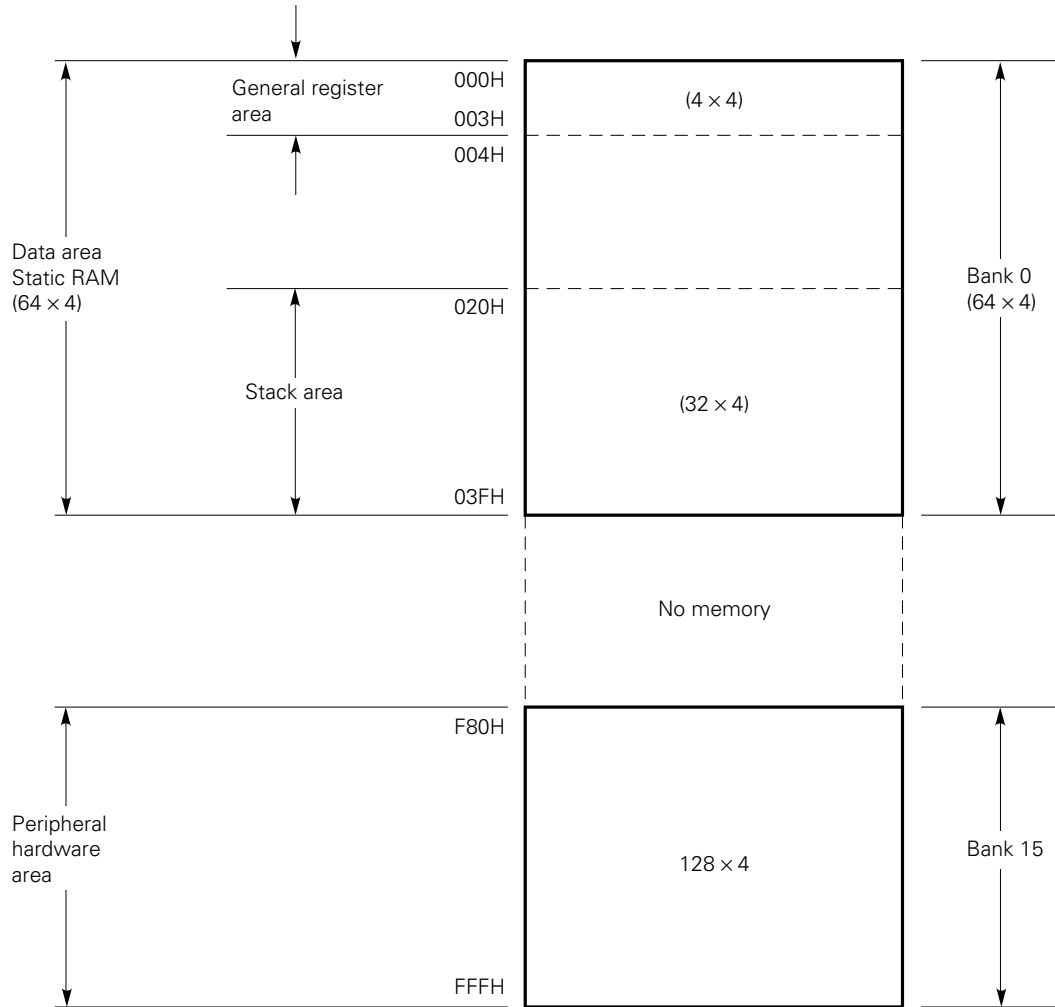 General register
area
000H
003H
(4 × 4)
004H
Data area
Static RAM
(64 × 4)
020H
Bank 0
(64 × 4)
Stack area
(32 × 4)
03FH
No memory
F80H
Peripheral
hardware
area
128 × 4
Bank 15
FFFH